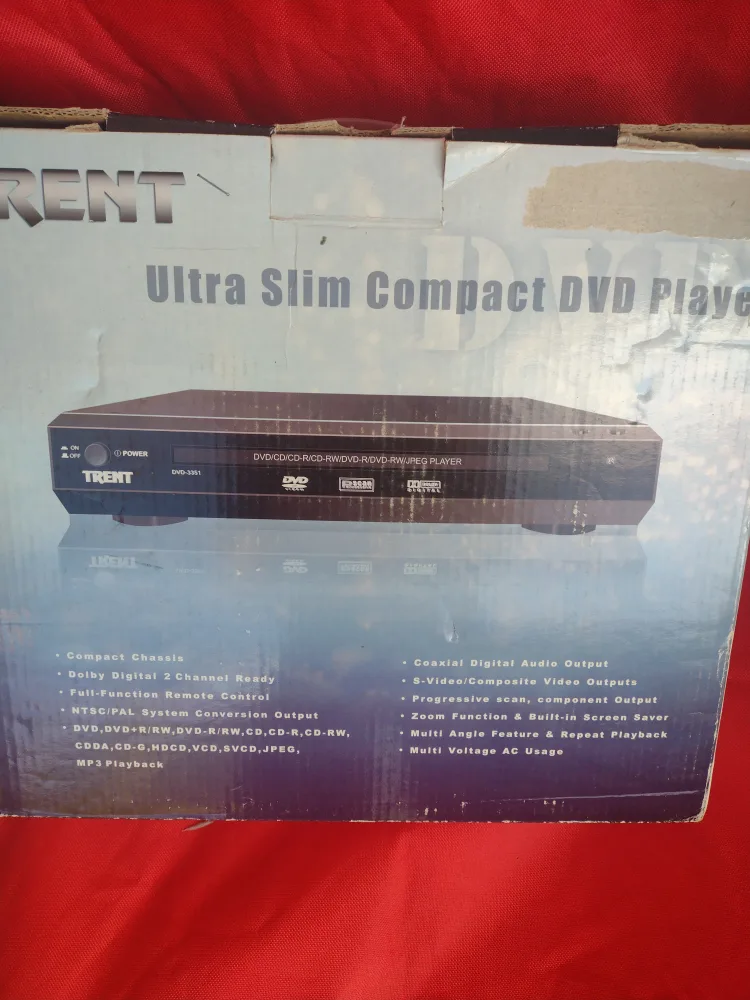 RENT
DVD
Ultra Slim Compact DVD Playe
ON
OFF
POWER
DVD/CD/CD-R/CD-RW/DVD-R/DVD-RW/JPEG PLAYER
TRENT
DVD-3351
DVD
VIDEO
DOLBY
DIGITAL
• Compact Chassis
• Dolby Digital 2 Channel Ready
• Full-Function Remote Control
• NTSC/PAL System Conversion Output
• DVD,DVD+R/RW,DVD-R/RW,CD,CD-R,CD-RW,
CDDA,CD-G,HDCD,VCD,SVCD,JPEG,
MP3 Playback
• Coaxial Digital Audio Output
• S-Video/Composite Video Outputs
• Progressive scan, component Output
• Zoom Function & Built-in Screen Saver
• Multi Angle Feature & Repeat Playback
• Multi Voltage AC Usage